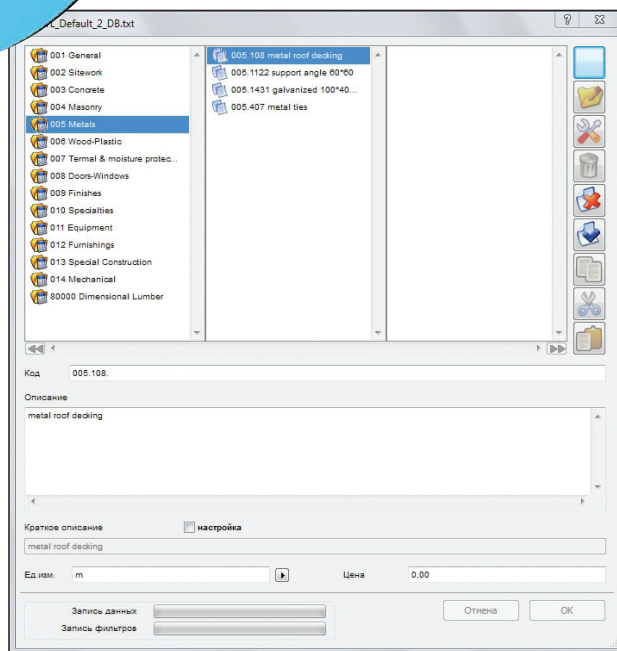 _Default_2_DB.txt
001 General
002 Sitework
003 Concrete
004 Masonry
005 Metals
006 Wood-Plastic
007 Termal & moisture protec...
008 Doors-Windows
009 Finishes
010 Specialties
011 Equipment
012 Furnishings
013 Special Construction
014 Mechanical
80000 Dimensional Lumber
005.108 metal roof decking
005.1122 support angle 60*60
005.1431 galvanized 100*40...
005.407 metal ties
Код 005.108.
Описание
metal roof decking
Краткое описание настройка
metal roof decking
Ед.изм. m Цена 0,00
Запись данных Отмена OK
Запись фильтров